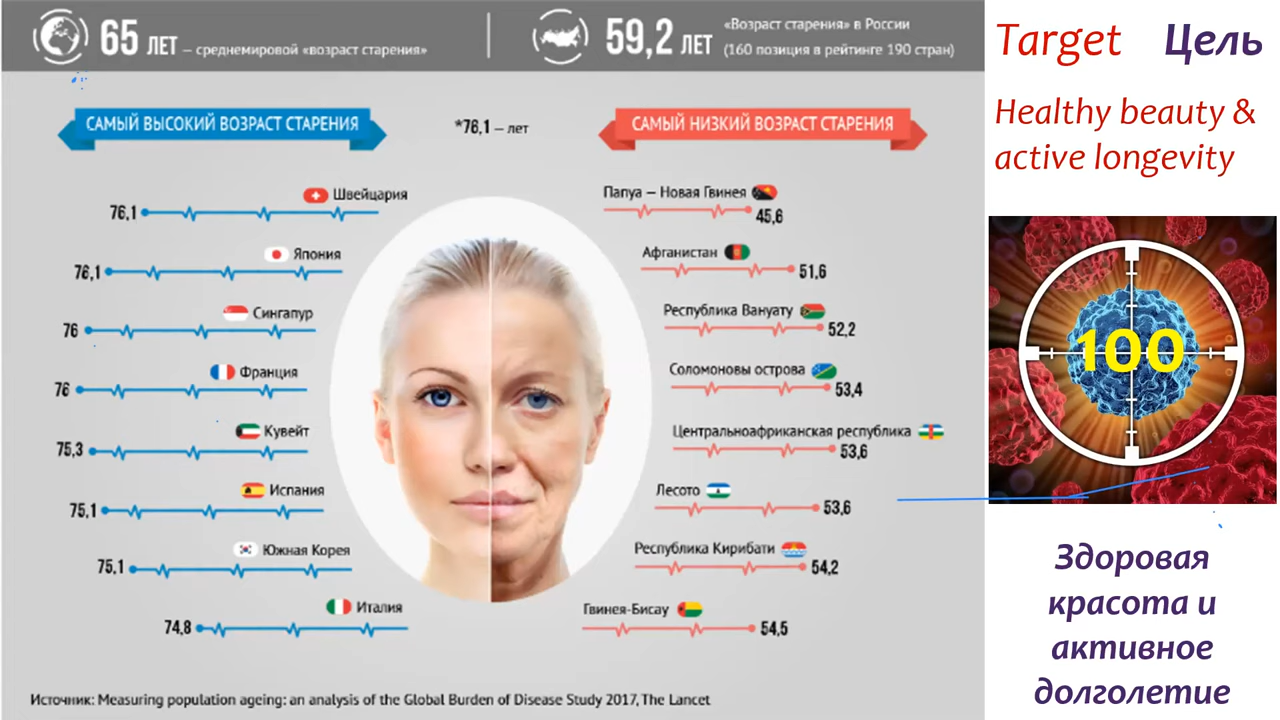 65 ЛЕТ — среднемировой «возраст старения»
59,2 ЛЕТ
«Возраст старения» в России
(160 позиция в рейтинге 190 стран)
Target Цель
Healthy beauty &
active longevity
САМЫЙ ВЫСОКИЙ ВОЗРАСТ СТАРЕНИЯ
*76,1 — лет
САМЫЙ НИЗКИЙ ВОЗРАСТ СТАРЕНИЯ
Швейцария
76,1
Япония
76,1
Сингапур
76
Франция
76
Кувейт
75,3
Испания
75,1
Южная Корея
75,1
Италия
74,8
Папуа — Новая Гвинея
45,6
Афганистан
51,6
Республика Вануату
52,2
Соломоновы острова
53,4
Центральноафриканская республика
53,6
Лесото
53,6
Республика Кирибати
54,2
Гвинея-Бисау
54,5
100
Здоровая
красота и
активное
долголетие
Источник: Measuring population ageing: an analysis of the Global Burden of Disease Study 2017, The Lancet